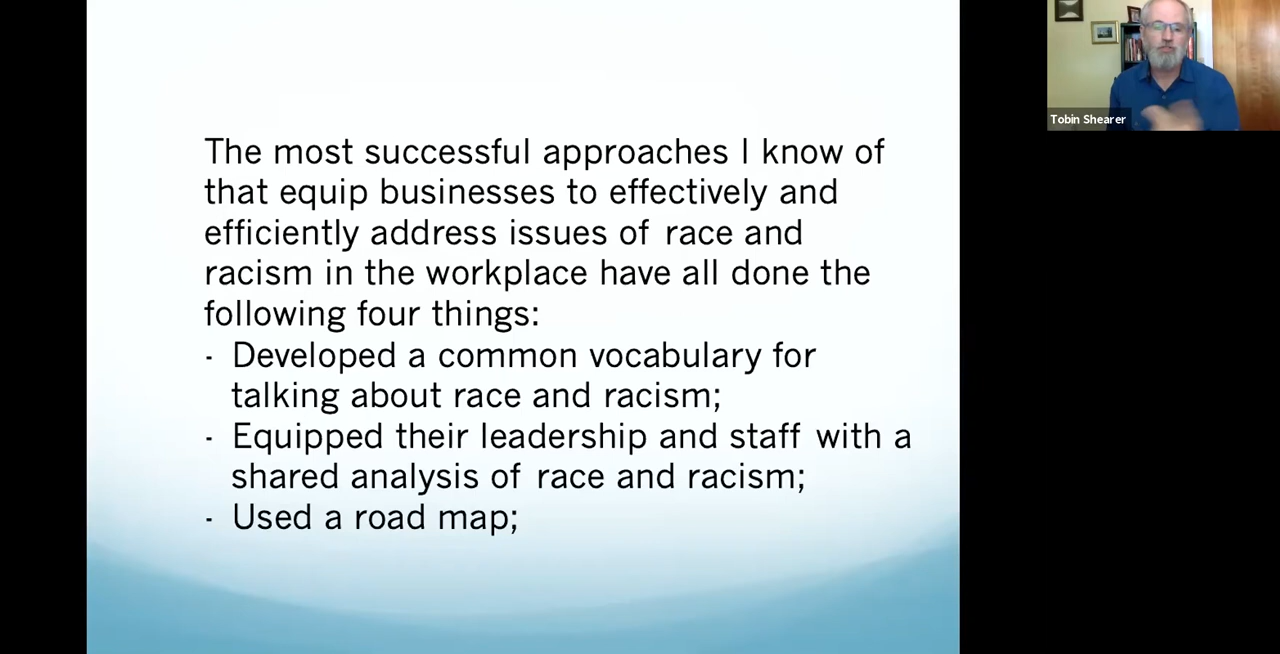 The most successful approaches I know of
that equip businesses to effectively and
efficiently address issues of race and
racism in the workplace have all done the
following four things:
- Developed a common vocabulary for
talking about race and racism;
- Equipped their leadership and staff with a
shared analysis of race and racism;
- Used a road map;
Tobin Shearer